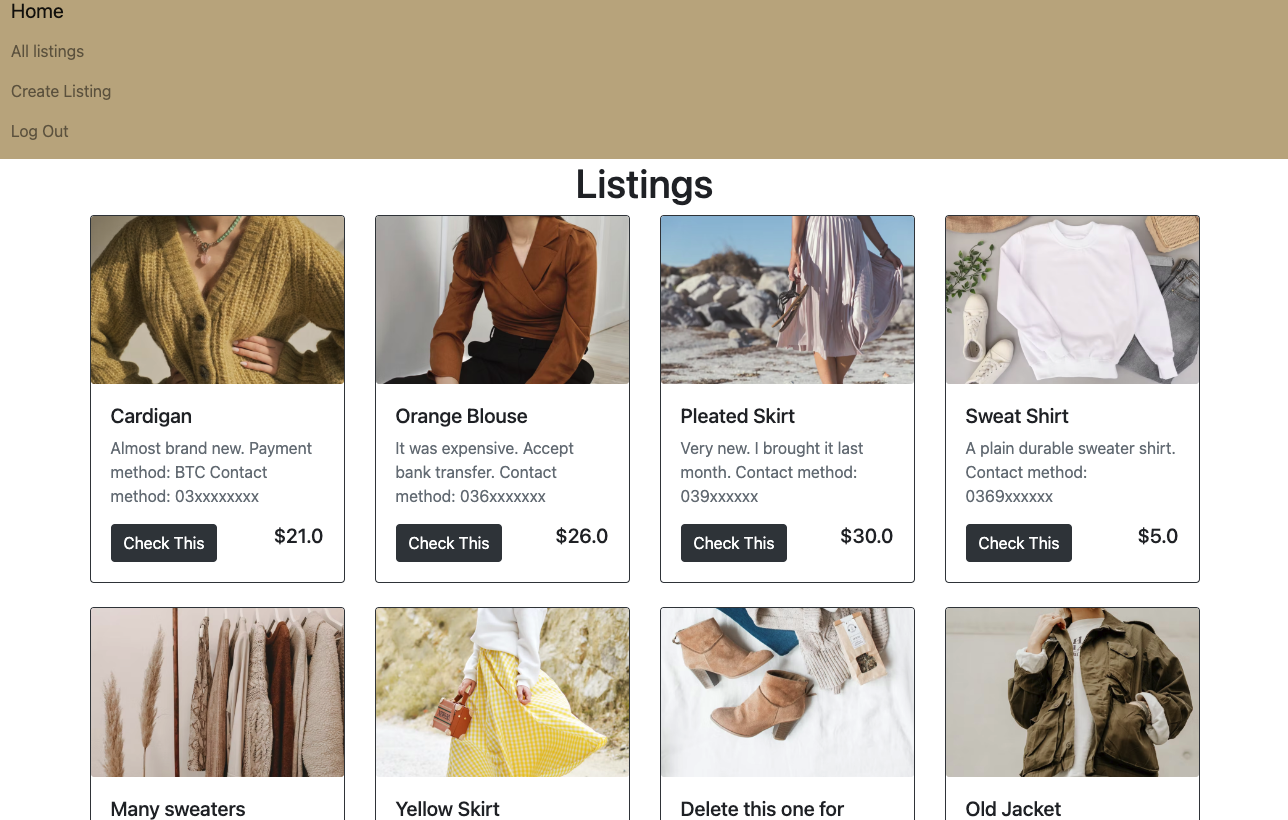 Home
All listings
Create Listing
Log Out
Listings
Cardigan
Almost brand new. Payment
method: BTC Contact
method: 03xxxxxxxx
Check This
$21.0
Orange Blouse
It was expensive. Accept
bank transfer. Contact
method: 036xxxxxxx
Check This
$26.0
Pleated Skirt
Very new. I brought it last
month. Contact method:
039xxxxxx
Check This
$30.0
Sweat Shirt
A plain durable sweater shirt.
Contact method:
0369xxxxxx
Check This
$5.0
Many sweaters
Yellow Skirt
Delete this one for
Old Jacket